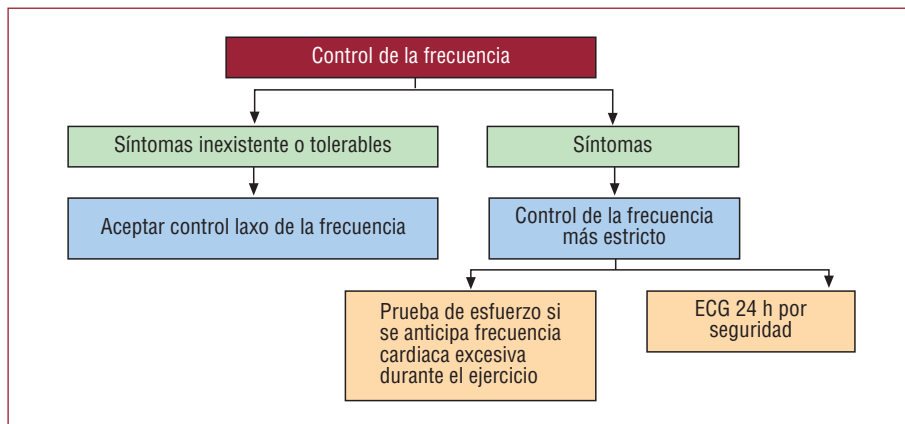 Control de la frecuencia
Síntomas inexistente o tolerables
Síntomas
Aceptar control laxo de la frecuencia
Control de la frecuencia
más estricto
Prueba de esfuerzo si
se anticipa frecuencia
cardiaca excesiva
durante el ejercicio
ECG 24 h por
seguridad